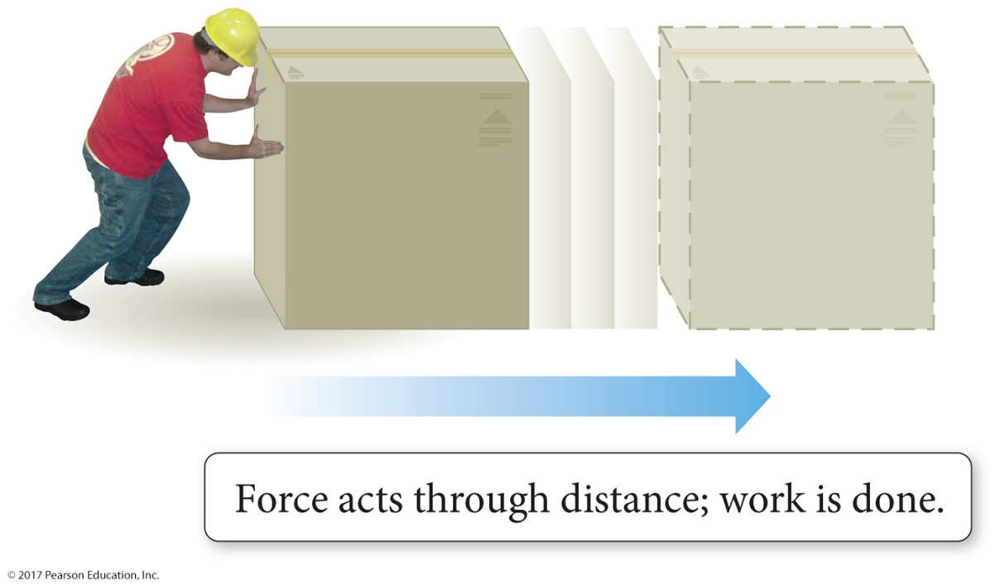 Force acts through distance; work is done.
© 2017 Pearson Education, Inc.